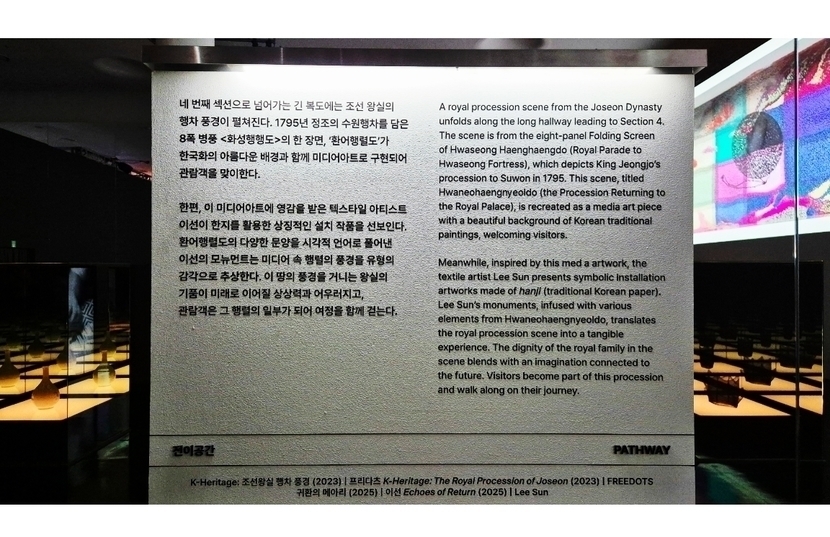 네 번째 섹션으로 넘어가는 긴 복도에는 조선 왕실의
행차 풍경이 펼쳐진다. 1795년 정조의 수원행차를 담은
8폭 병풍 <화성행행도>의 한 장면, '환어행렬도'가
한국화의 아름다운 배경과 함께 미디어아트로 구현되어
관람객을 맞이한다.
한편, 이 미디어아트에 영감을 받은 텍스타일 아티스트
이선이 한지를 활용한 상징적인 설치 작품을 선보인다.
환어행렬도의 다양한 문양을 시각적 언어로 풀어낸
이선의 모뉴먼트는 미디어 속 행렬의 풍경을 유형의
감각으로 추상한다. 이 땅의 풍경을 거니는 왕실의
기품이 미래로 이어질 상상력과 어우러지고,
관람객은 그 행렬의 일부가 되어 여정을 함께 걷는다.
A royal procession scene from the Joseon Dynasty
unfolds along the long hallway leading to Section 4.
The scene is from the eight-panel Folding Screen
of Hwaseong Haenghaengdo (Royal Parade to
Hwaseong Fortress), which depicts King Jeongjo's
procession to Suwon in 1795. This scene, titled
Hwaneohaengnyeoldo (the Procession Returning to
the Royal Palace), is recreated as a media art piece
with a beautiful background of Korean traditional
paintings, welcoming visitors.
Meanwhile, inspired by this med a artwork, the
textile artist Lee Sun presents symbolic installation
artworks made of hanji (traditional Korean paper).
Lee Sun's monuments, infused with various
elements from Hwaneohaengnyeoldo, translates
the royal procession scene into a tangible
experience. The dignity of the royal family in the
scene blends with an imagination connected to
the future. Visitors become part of this procession
and walk along on their journey.
전이공간
PATHWAY
K-Heritage: 조선왕실 행차 풍경 (2023) | 프리다츠 K-Heritage: The Royal Procession of Joseon (2023) | FREEDOTS
귀환의 메아리 (2025) | 이선 Echoes of Return (2025) | Lee Sun